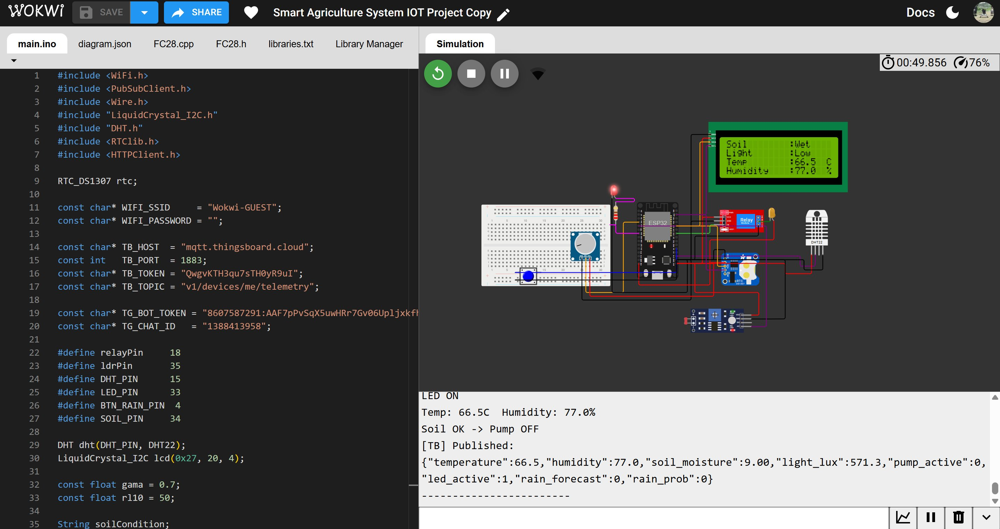 WOKWi
SAVE
SHARE
Smart Agriculture System IOT Project Copy
Docs
main.ino
diagram.json
FC28.cpp
FC28.h
libraries.txt
Library Manager
1 #include <WiFi.h>
2 #include <PubSubClient.h>
3 #include <Wire.h>
4 #include "LiquidCrystal_I2C.h"
5 #include "DHT.h"
6 #include <RTClib.h>
7 #include <HTTPClient.h>
8
9 RTC_DS1307 rtc;
10
11 const char* WIFI_SSID     = "Wokwi-GUEST";
12 const char* WIFI_PASSWORD = "";
13
14 const char* TB_HOST  = "mqtt.thingsboard.cloud";
15 const int   TB_PORT  = 1883;
16 const char* TB_TOKEN = "QwgvKTH3qu7sTH0yR9uI";
17 const char* TB_TOPIC = "v1/devices/me/telemetry";
18
19 const char* TG_BOT_TOKEN = "8607587291:AAF7pPvSqX5uwHRr7Gv06Upljxkfh
20 const char* TG_CHAT_ID   = "1388413958";
21
22 #define relayPin     18
23 #define ldrPin       35
24 #define DHT_PIN      15
25 #define LED_PIN      33
26 #define BTN_RAIN_PIN  4
27 #define SOIL_PIN     34
28
29 DHT dht(DHT_PIN, DHT22);
30 LiquidCrystal_I2C lcd(0x27, 20, 4);
31
32 const float gama = 0.7;
33 const float rl10 = 50;
34
35 String soilCondition;
Simulation
00:49.856
76%
Soil :Wet
Light :Low
Temp :66.5 C
Humidity :77.0 %
ESP32
Relay
Module
DHT22
RTC
DS1307
LED ON
Temp: 66.5C  Humidity: 77.0%
Soil OK -> Pump OFF
[TB] Published:
{"temperature":66.5,"humidity":77.0,"soil_moisture":9.00,"light_lux":571.3,"pump_active":0,
"led_active":1,"rain_forecast":0,"rain_prob":0}
------------------------